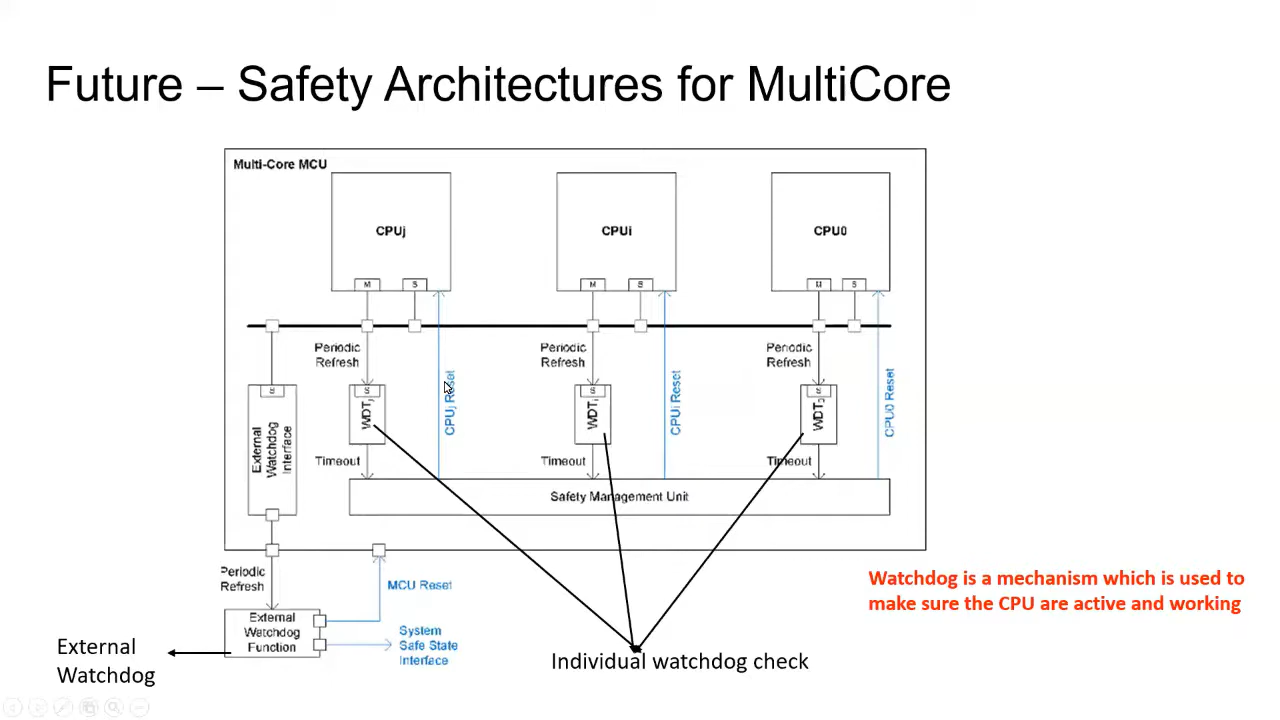 Future – Safety Architectures for MultiCore
Multi-Core MCU
CPUj
CPUi
CPU0
M
S
M
S
M
S
Periodic
Refresh
Periodic
Refresh
Periodic
Refresh
S
S
S
S
External
Watchdog
Interface
WDTj
CPUj Reset
WDTi
CPUi Reset
WDT0
CPU0 Reset
Timeout
Timeout
Timeout
Safety Management Unit
Periodic
Refresh
MCU Reset
External
Watchdog
Function
System
Safe State
Interface
External
Watchdog
Individual watchdog check
Watchdog is a mechanism which is used to
make sure the CPU are active and working